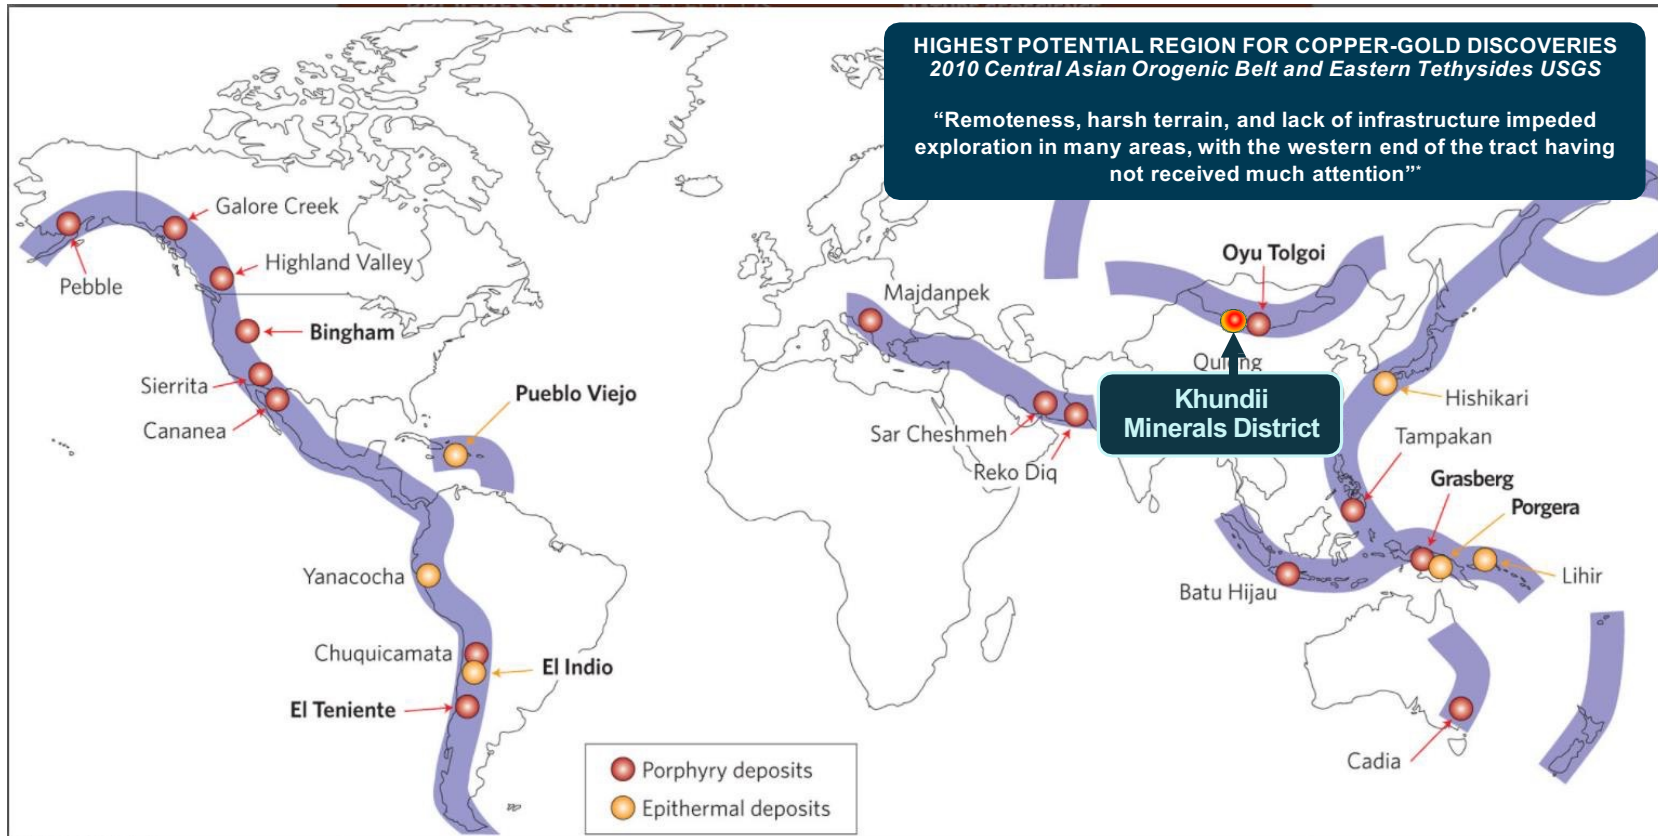 HIGHEST POTENTIAL REGION FOR COPPER-GOLD DISCOVERIES
2010 Central Asian Orogenic Belt and Eastern Tethysides USGS
“Remoteness, harsh terrain, and lack of infrastructure impeded
exploration in many areas, with the western end of the tract having
not received much attention”*
Galore Creek
Pebble
Highland Valley
Bingham
Sierrita
Cananea
Pueblo Viejo
Yanacocha
Chuquicamata
El Indio
El Teniente
Majdanpek
Sar Cheshmeh
Reko Diq
Oyu Tolgoi
Khundii
Minerals District
Hishikari
Tampakan
Grasberg
Porgera
Lihir
Batu Hijau
Cadia
Porphyry deposits
Epithermal deposits